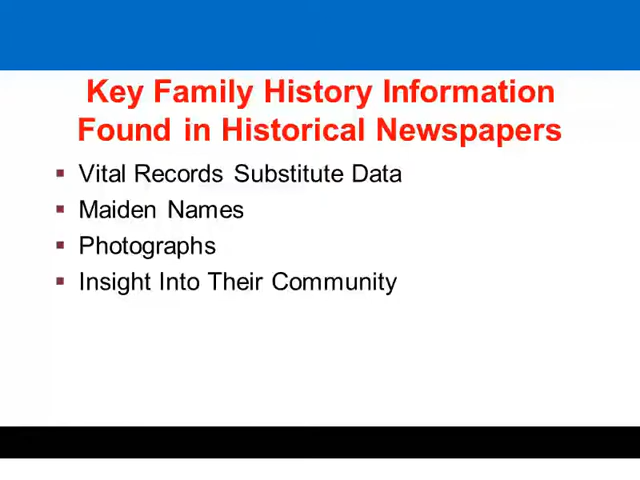 Key Family History Information
Found in Historical Newspapers
▪ Vital Records Substitute Data
▪ Maiden Names
▪ Photographs
▪ Insight Into Their Community